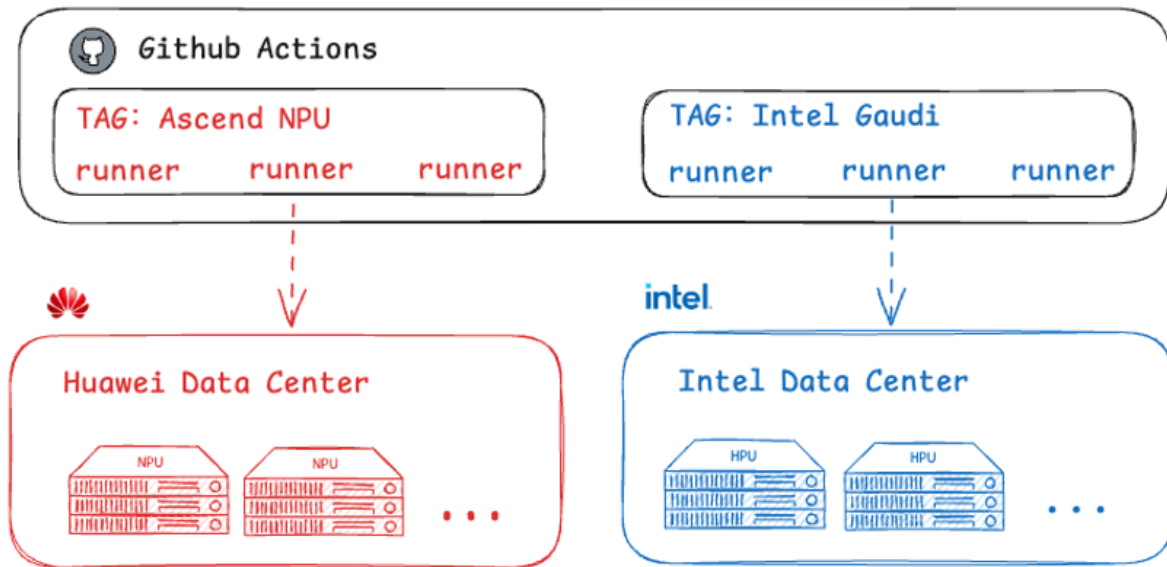 Github Actions
TAG: Ascend NPU
runner runner runner
TAG: Intel Gaudi
runner runner runner
intel.
Huawei Data Center
NPU NPU
Intel Data Center
HPU HPU